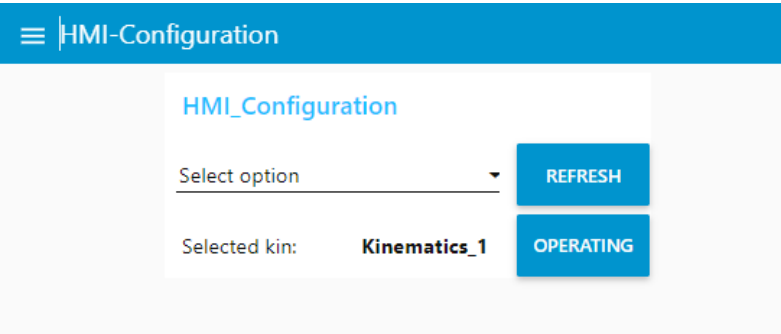 HMI-Configuration
HMI_Configuration
Select option REFRESH
Selected kin: Kinematics_1 OPERATING